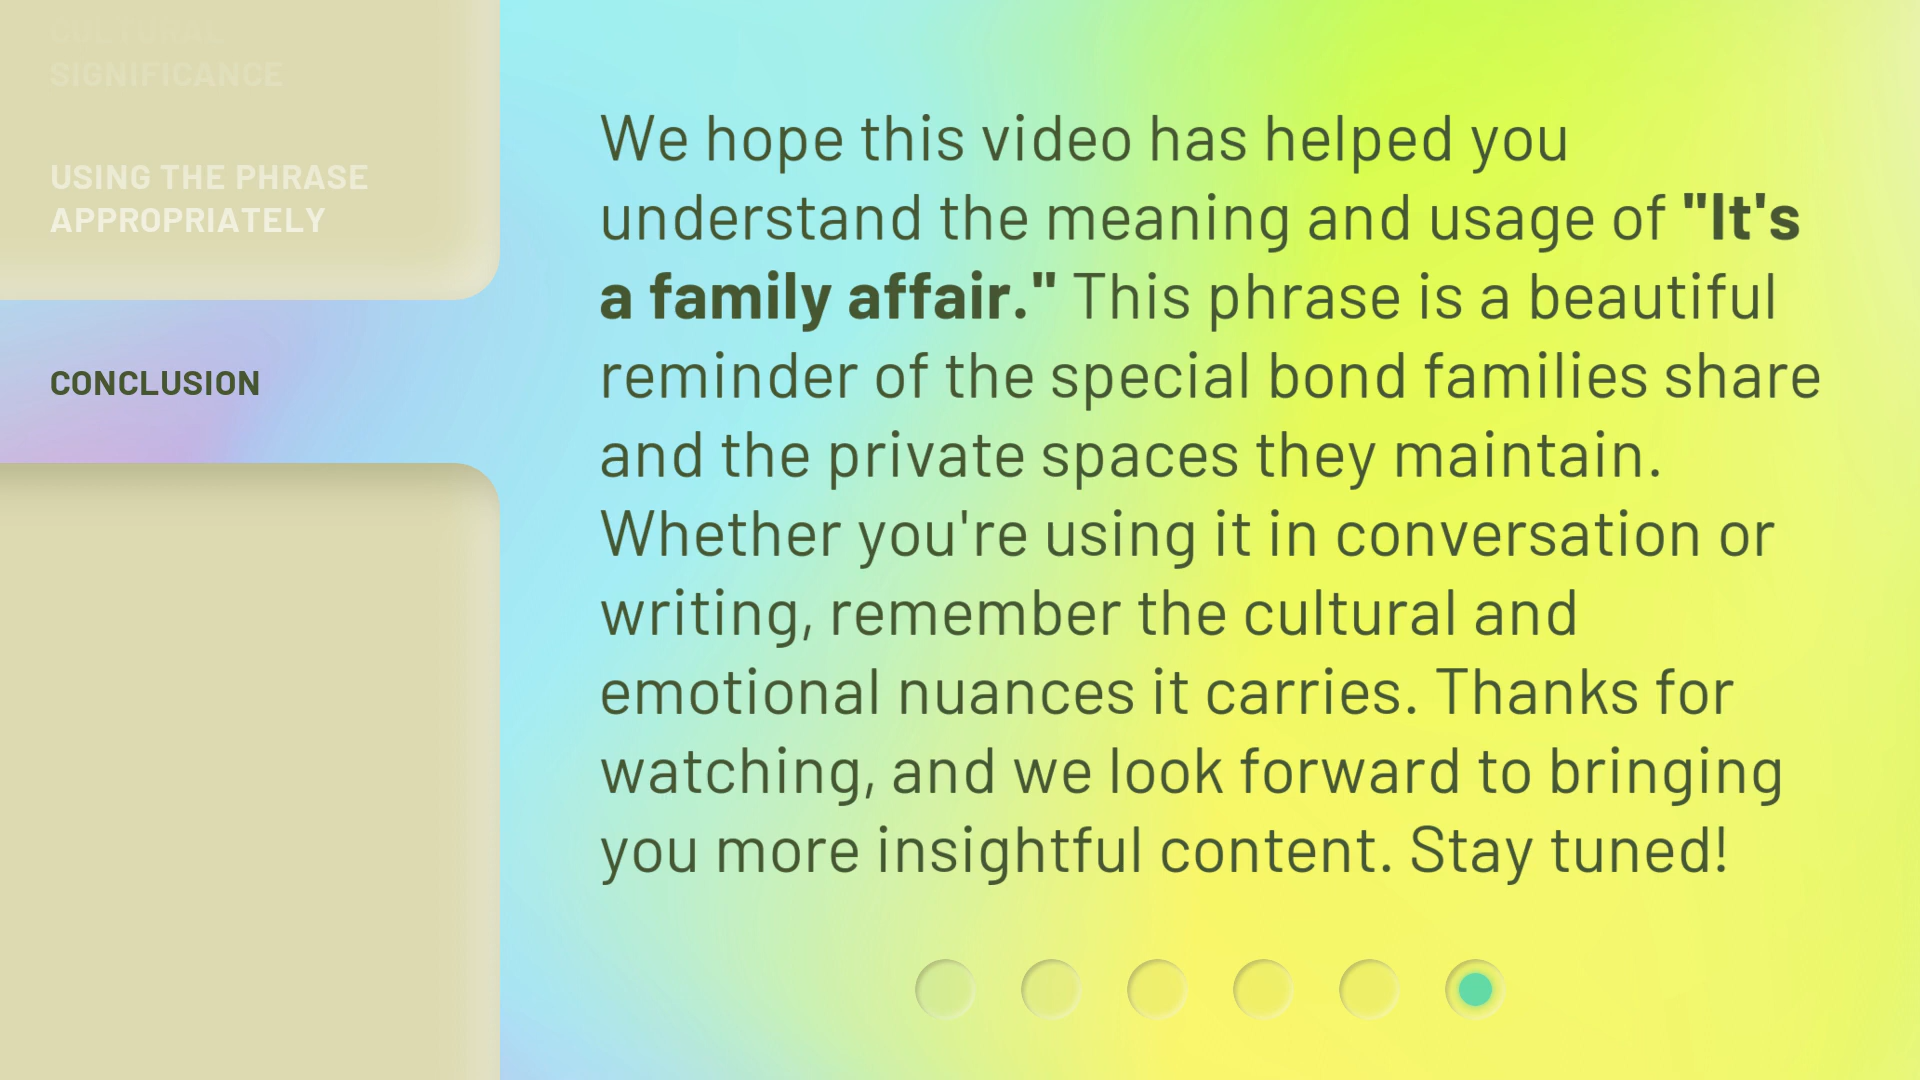 CULTURAL
SIGNIFICANCE
USING THE PHRASE
APPROPRIATELY
CONCLUSION
We hope this video has helped you
understand the meaning and usage of "It's
a family affair." This phrase is a beautiful
reminder of the special bond families share
and the private spaces they maintain.
Whether you're using it in conversation or
writing, remember the cultural and
emotional nuances it carries. Thanks for
watching, and we look forward to bringing
you more insightful content. Stay tuned!